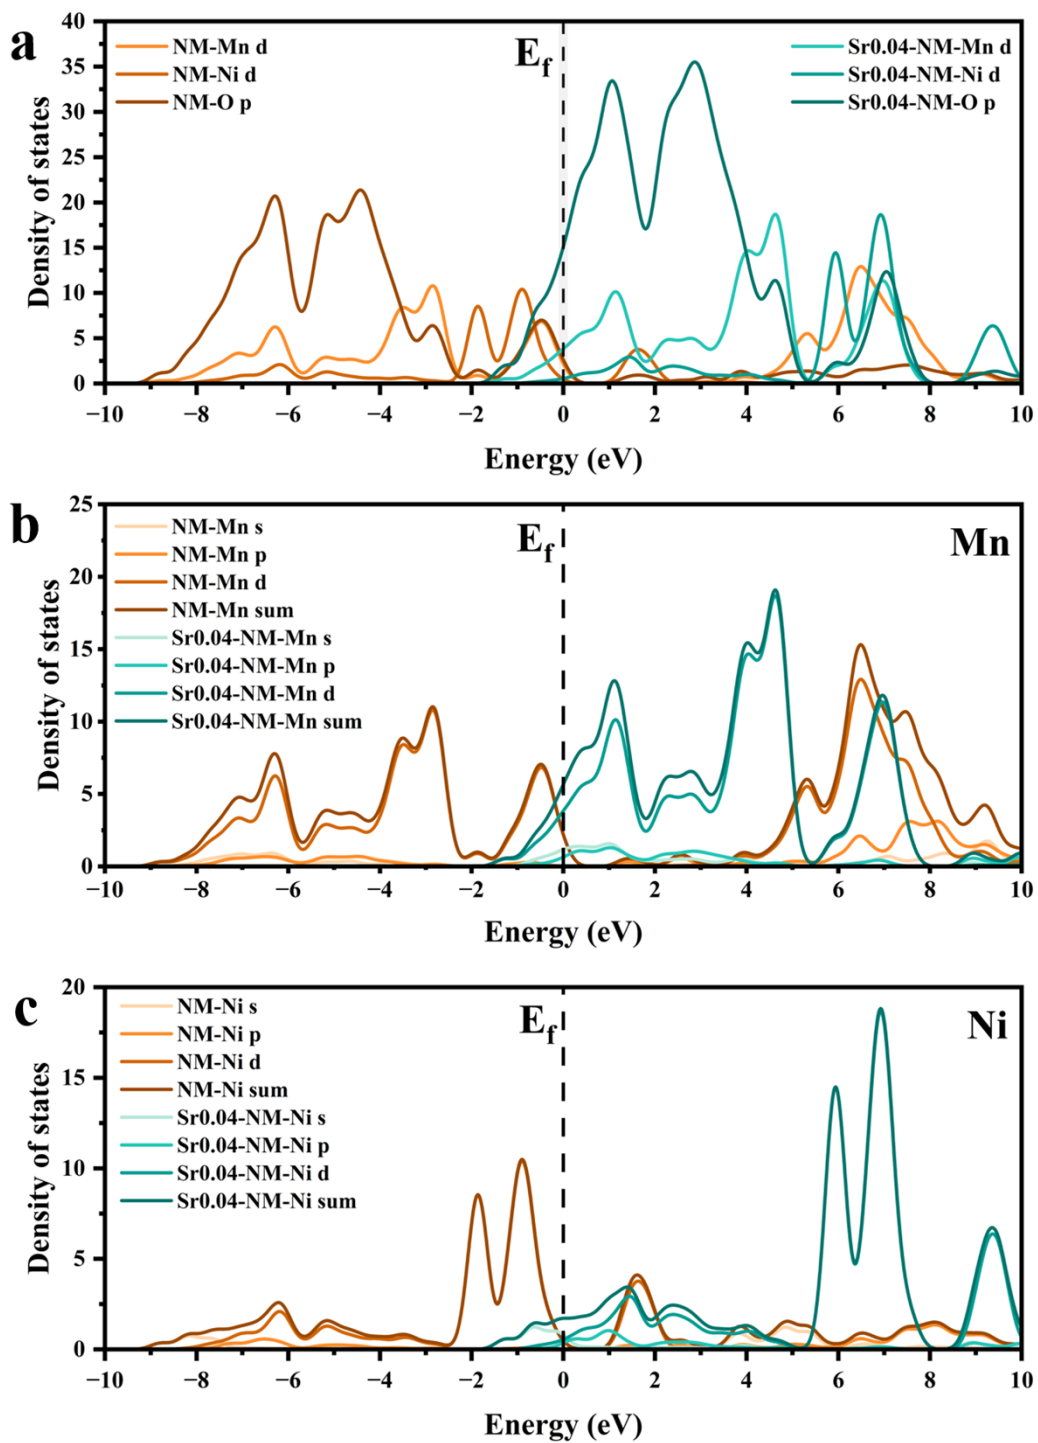 a
40
35
30
25
20
15
10
5
0
Density of states
NM-Mn d
NM-Ni d
NM-O p
Ef
Sr0.04-NM-Mn d
Sr0.04-NM-Ni d
Sr0.04-NM-O p
−10 −8 −6 −4 −2 0 2 4 6 8 10
Energy (eV)
b
25
20
15
10
5
0
Density of states
NM-Mn s
NM-Mn p
NM-Mn d
NM-Mn sum
Sr0.04-NM-Mn s
Sr0.04-NM-Mn p
Sr0.04-NM-Mn d
Sr0.04-NM-Mn sum
Ef
Mn
−10 −8 −6 −4 −2 0 2 4 6 8 10
Energy (eV)
c
20
15
10
5
0
Density of states
NM-Ni s
NM-Ni p
NM-Ni d
NM-Ni sum
Sr0.04-NM-Ni s
Sr0.04-NM-Ni p
Sr0.04-NM-Ni d
Sr0.04-NM-Ni sum
Ef
Ni
−10 −8 −6 −4 −2 0 2 4 6 8 10
Energy (eV)